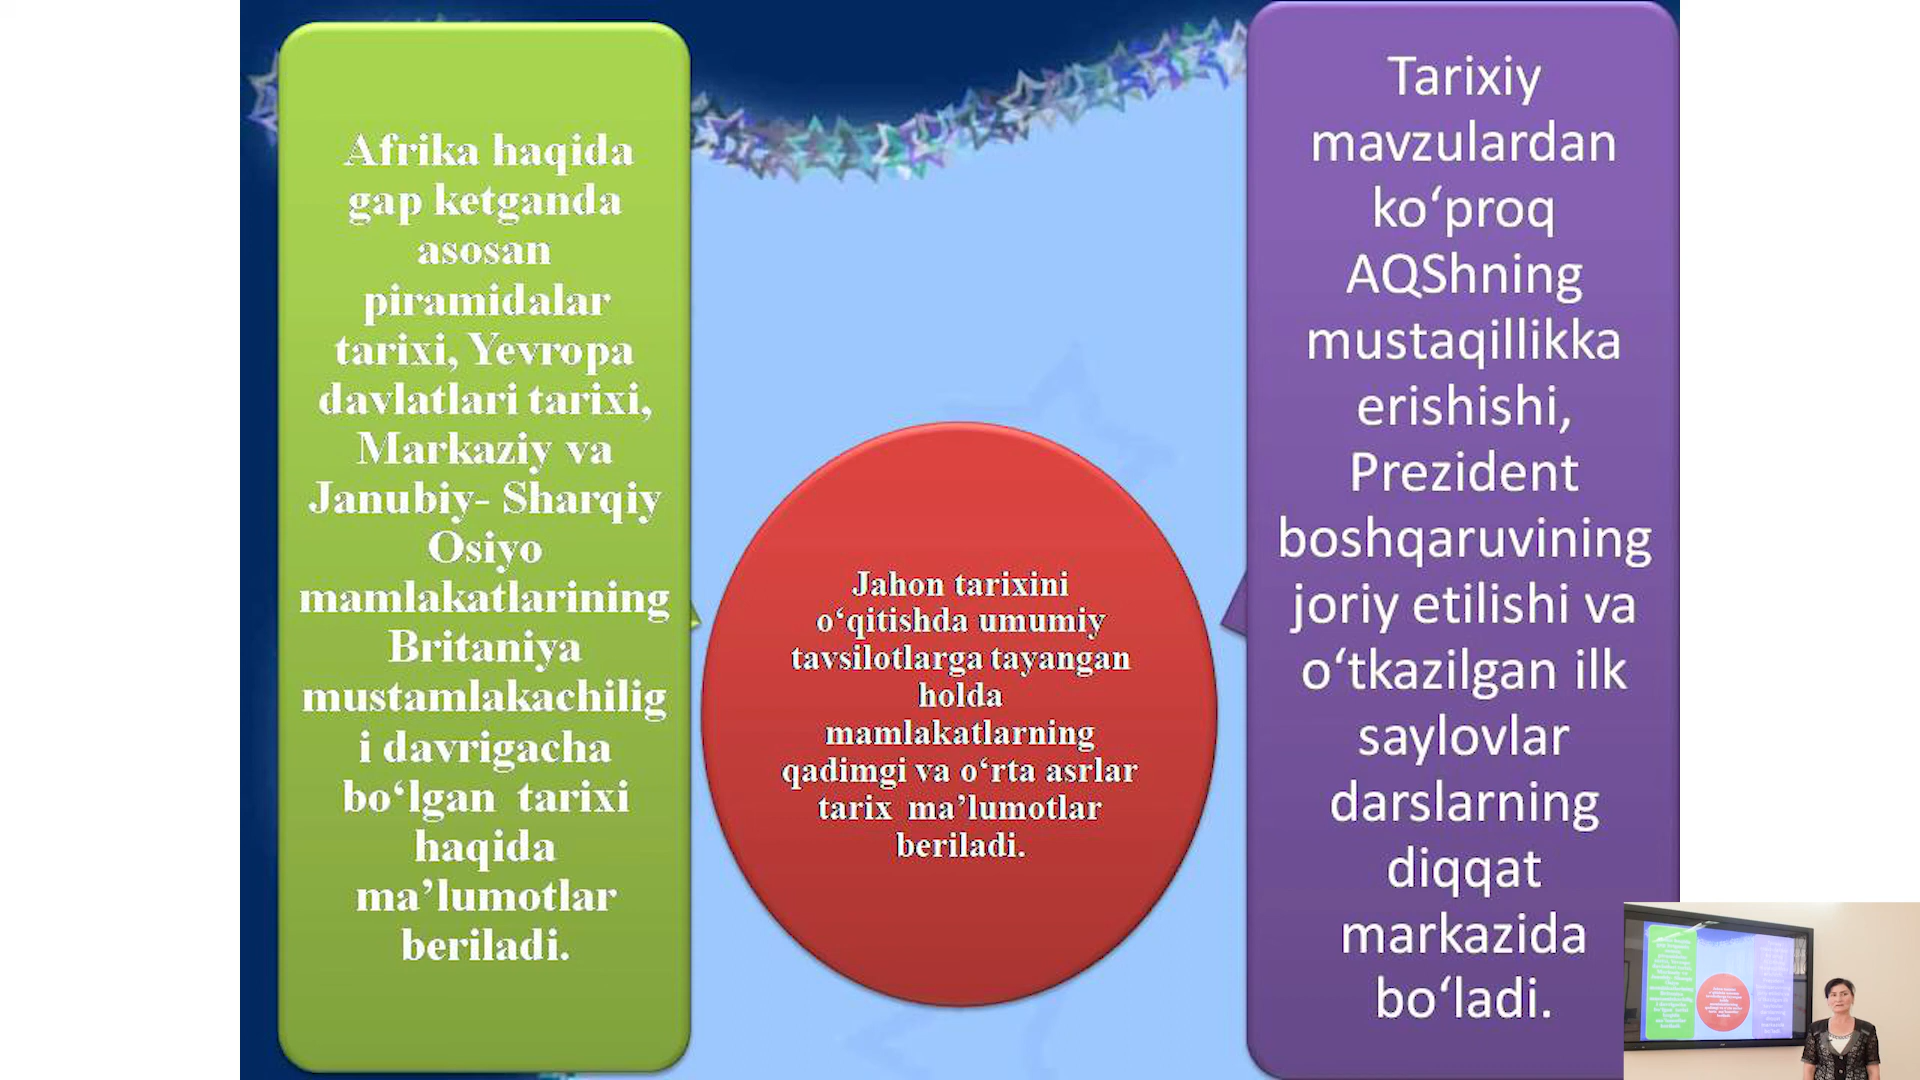 Afrika haqida
gap ketganda
asosan
piramidalar
tarixi, Yevropa
davlatlari tarixi,
Markaziy va
Janubiy- Sharqiy
Osiyo
mamlakatlarining
Britaniya
mustamlakachilig
i davrigacha
bo‘lgan tarixi
haqida
ma’lumotlar
beriladi.
Jahon tarixini
o‘qitishda umumiy
tavsilotlarga tayangan
holda
mamlakatlarning
qadimgi va o‘rta asrlar
tarix ma’lumotlar
beriladi.
Tarixiy
mavzulardan
ko‘proq
AQShning
mustaqillikka
erishishi,
Prezident
boshqaruvining
joriy etilishi va
o‘tkazilgan ilk
saylovlar
darslarning
diqqat
markazida
bo‘ladi.